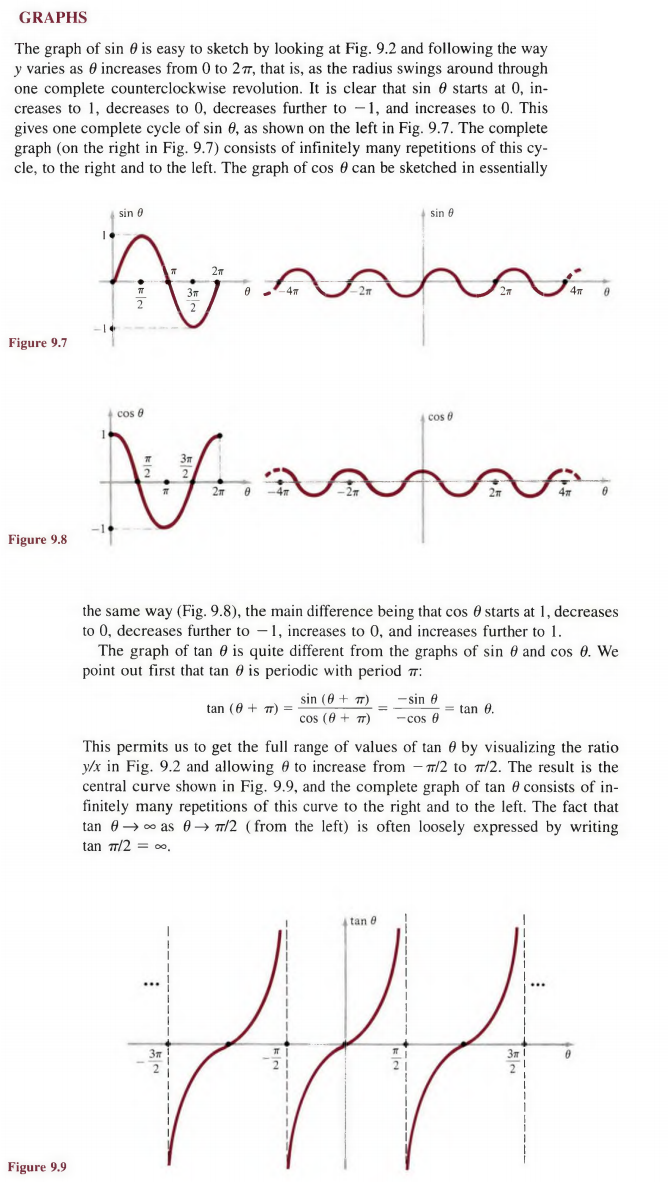 GRAPHS
The graph of sin θ is easy to sketch by looking at Fig. 9.2 and following the way
y varies as θ increases from 0 to 2π, that is, as the radius swings around through
one complete counterclockwise revolution. It is clear that sin θ starts at 0, in-
creases to 1, decreases to 0, decreases further to −1, and increases to 0. This
gives one complete cycle of sin θ, as shown on the left in Fig. 9.7. The complete
graph (on the right in Fig. 9.7) consists of infinitely many repetitions of this cy-
cle, to the right and to the left. The graph of cos θ can be sketched in essentially
sin θ
1
π/2
π
3π/2
2π
θ
−1
sin θ
−4π
−2π
2π
4π
θ
Figure 9.7
cos θ
1
π/2
π
3π/2
2π
θ
−1
cos θ
−4π
−2π
2π
4π
θ
Figure 9.8
the same way (Fig. 9.8), the main difference being that cos θ starts at 1, decreases
to 0, decreases further to −1, increases to 0, and increases further to 1.
The graph of tan θ is quite different from the graphs of sin θ and cos θ. We
point out first that tan θ is periodic with period π:
tan (θ + π) = sin (θ + π)/cos (θ + π) = −sin θ/−cos θ = tan θ.
This permits us to get the full range of values of tan θ by visualizing the ratio
y/x in Fig. 9.2 and allowing θ to increase from −π/2 to π/2. The result is the
central curve shown in Fig. 9.9, and the complete graph of tan θ consists of in-
finitely many repetitions of this curve to the right and to the left. The fact that
tan θ → ∞ as θ → π/2 (from the left) is often loosely expressed by writing
tan π/2 = ∞.
tan θ
...
...
−3π/2
−π/2
π/2
3π/2
θ
Figure 9.9